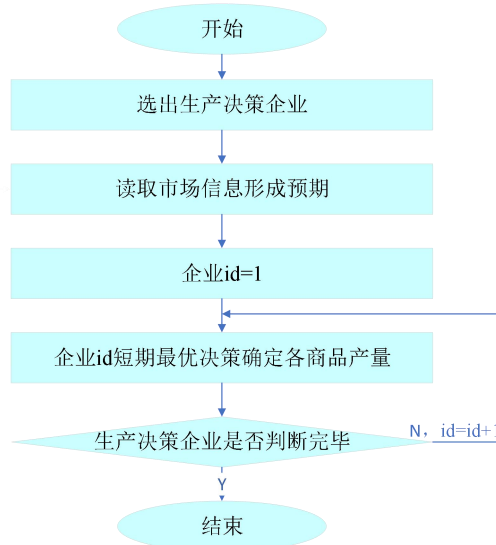 开始
选出生产决策企业
读取市场信息形成预期
企业id=1
企业id短期最优决策确定各商品产量
生产决策企业是否判断完毕
N，id=id+1
Y
结束